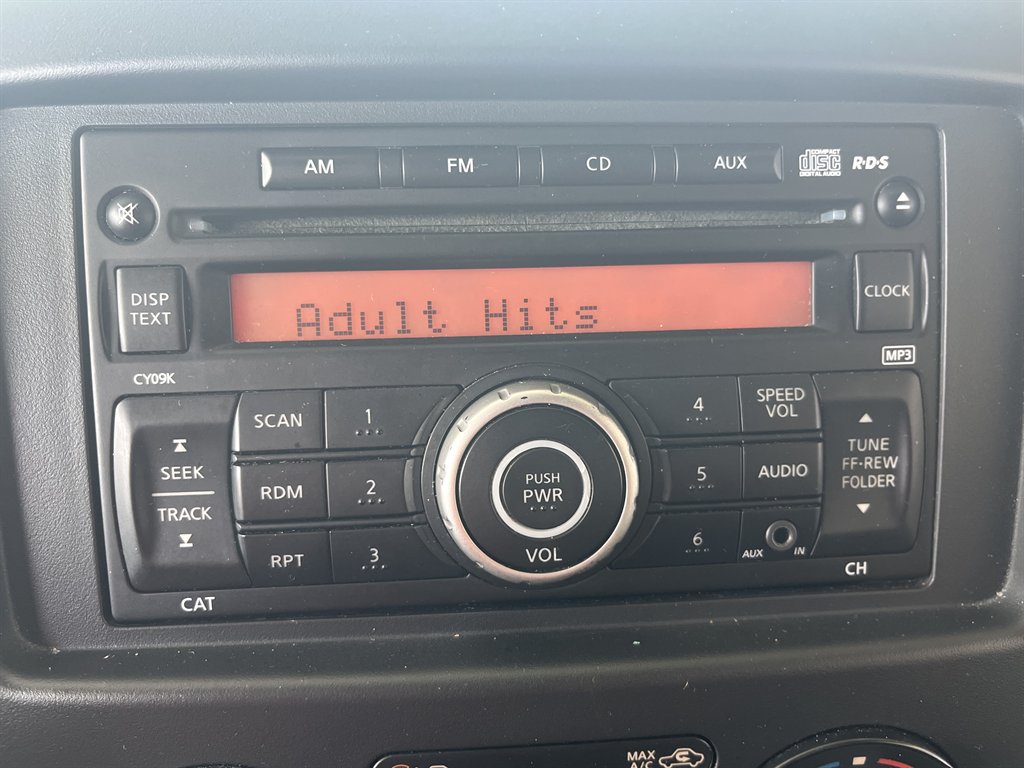 AM FM CD AUX COMPACT disc DIGITAL AUDIO R·D·S
DISP
TEXT
Adult Hits
CLOCK
CY09K
MP3
SCAN 1 4 SPEED
VOL
SEEK
TRACK
RDM 2 5 AUDIO
TUNE
FF·REW
FOLDER
PUSH
PWR
VOL
RPT 3 6 AUX IN
CAT
CH
MAX
A/C